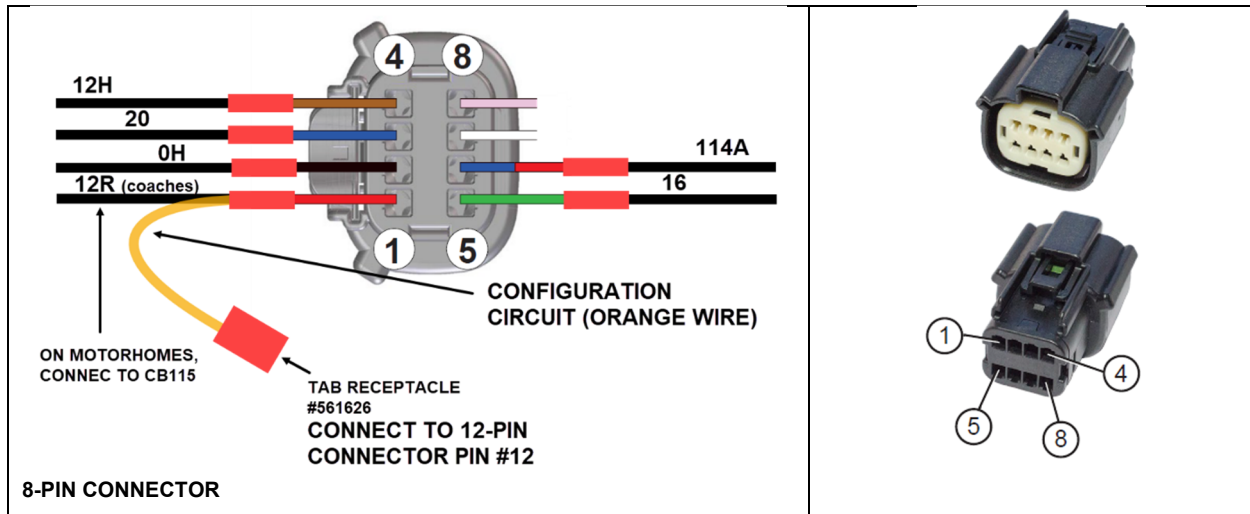 4 8
12H
20
0H
114A
12R (coaches)
16
1 5
CONFIGURATION
CIRCUIT (ORANGE WIRE)
ON MOTORHOMES,
CONNEC TO CB115
TAB RECEPTACLE
#561626
CONNECT TO 12-PIN
CONNECTOR PIN #12
8-PIN CONNECTOR
1
4
5
8